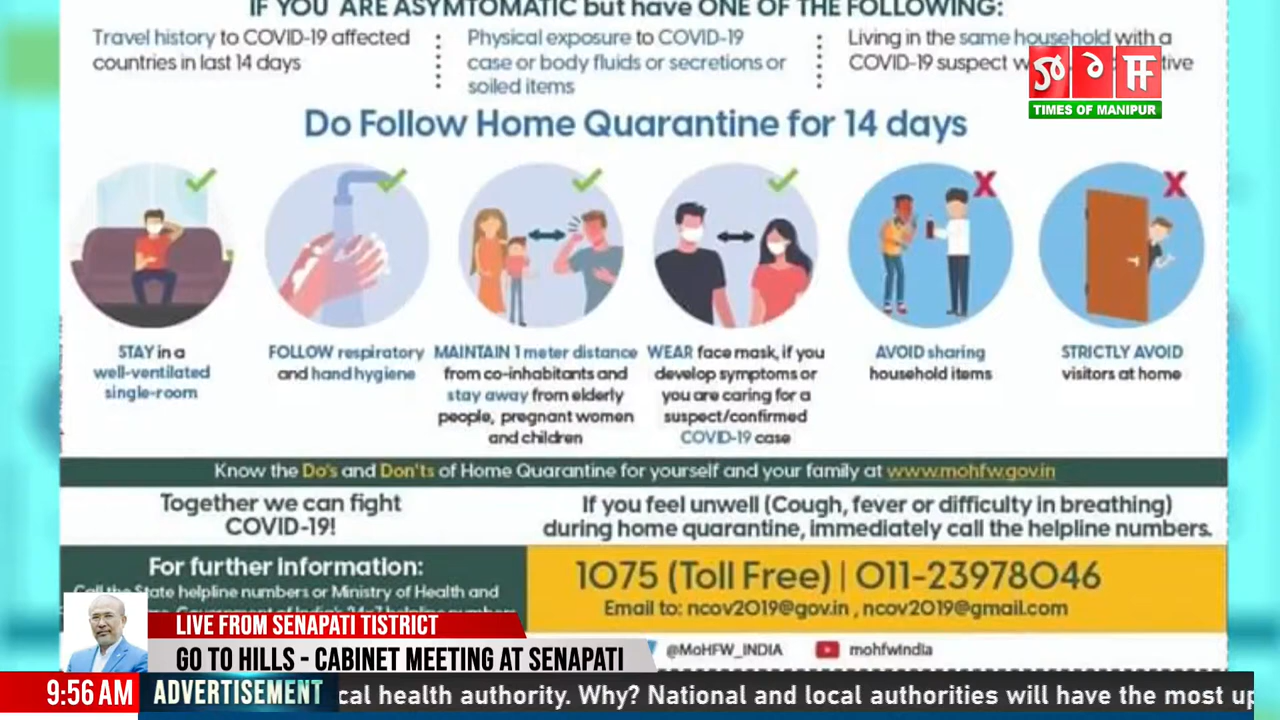 IF YOU ARE ASYMTOMATIC but have ONE OF THE FOLLOWING:
Travel history to COVID-19 affected
countries in last 14 days
Physical exposure to COVID-19
case or body fluids or secretions or
soiled items
Living in the same household with a
COVID-19 suspect
TIMES OF MANIPUR
Do Follow Home Quarantine for 14 days
STAY in a
well-ventilated
single-room
FOLLOW respiratory
and hand hygiene
MAINTAIN 1 meter distance
from co-inhabitants and
stay away from elderly
people, pregnant women
and children
WEAR face mask, if you
develop symptoms or
you are caring for a
suspect/confirmed
COVID-19 case
AVOID sharing
household items
STRICTLY AVOID
visitors at home
Know the Do's and Don'ts of Home Quarantine for yourself and your family at www.mohfw.gov.in
Together we can fight
COVID-19!
If you feel unwell (Cough, fever or difficulty in breathing)
during home quarantine, immediately call the helpline numbers.
For further information:
Call the State helpline numbers or Ministry of Health and
1075 (Toll Free) | 011-23978046
Email to: ncov2019@gov.in , ncov2019@gmail.com
@MoHFW_INDIA
mohfwindia
LIVE FROM SENAPATI TISTRICT
GO TO HILLS - CABINET MEETING AT SENAPATI
9:56 AM
ADVERTISEMENT
cal health authority. Why? National and local authorities will have the most up